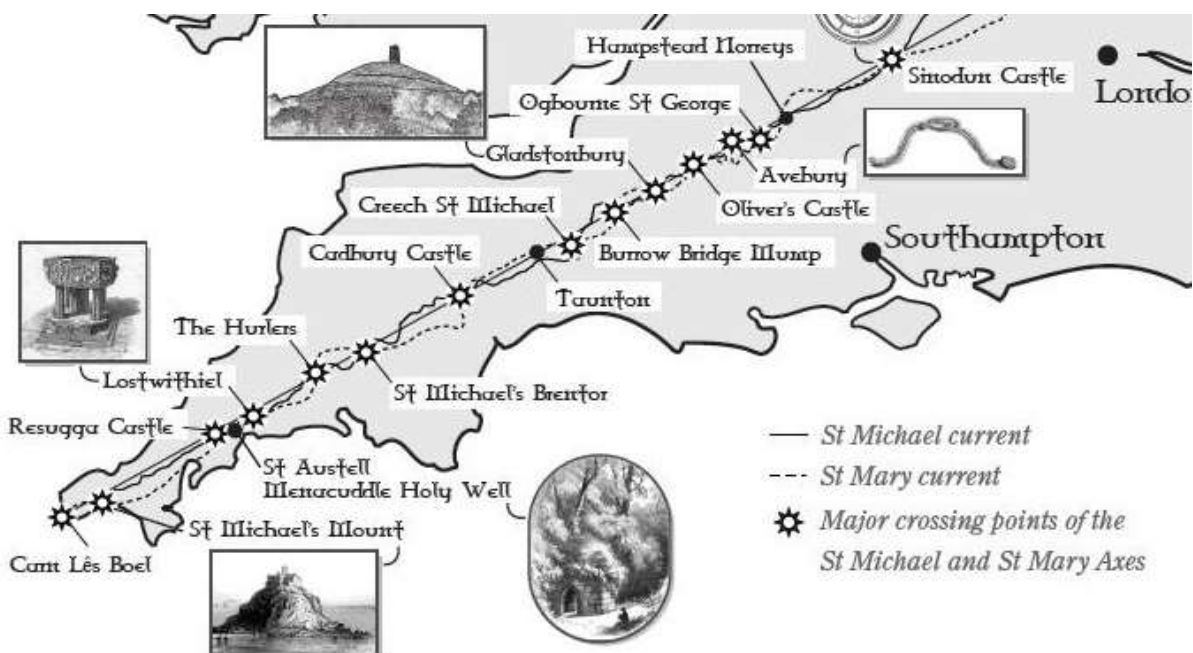 Hampstead Norreys
Sinodun Castle
Ogbourne St George
Gladstonbury
Avebury
Creech St Michael
Oliver's Castle
Southampton
Cadbury Castle
Burrow Bridge Mump
Taunton
The Hurlers
Lostwithiel
St Michael's Brentor
Resugga Castle
St Austell
Menacuddle Holy Well
St Michael's Mount
Carn Lês Boel
St Michael current
St Mary current
Major crossing points of the
St Michael and St Mary Axes